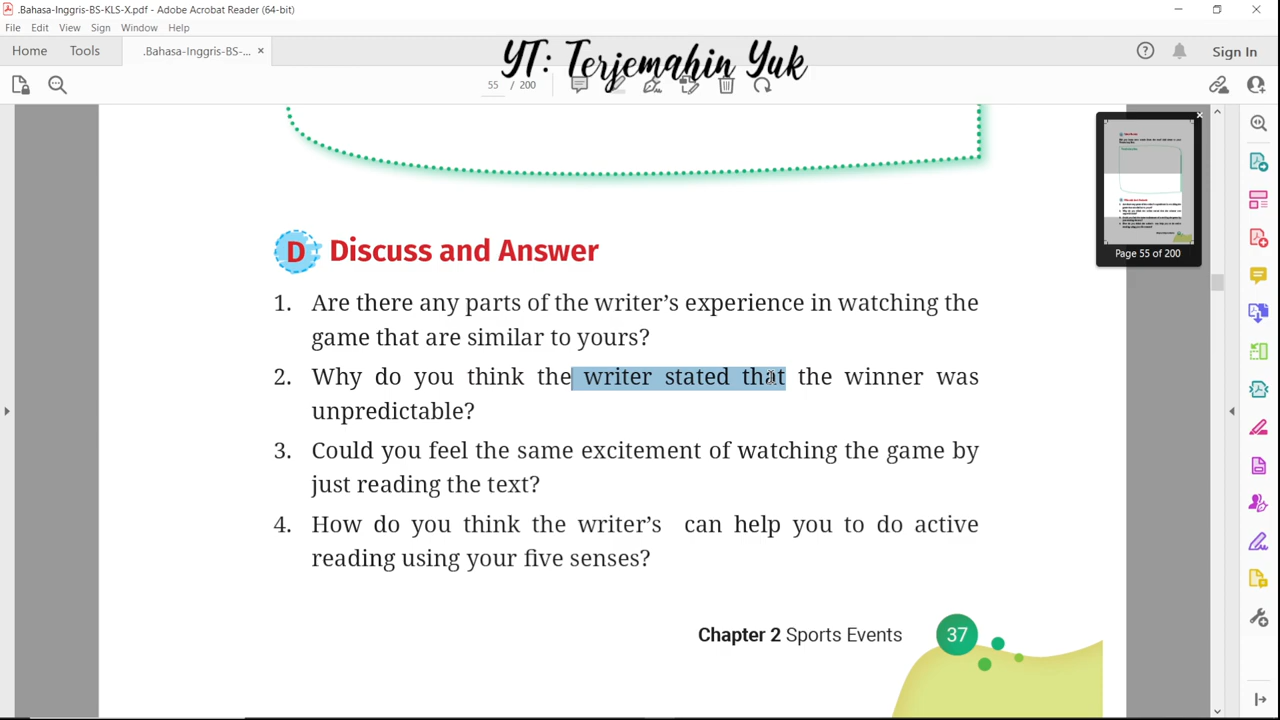 .Bahasa-Inggris-BS-KLS-X.pdf - Adobe Acrobat Reader (64-bit)
File Edit View Sign Window Help
Home Tools .Bahasa-Inggris-BS-... × Sign In
YT: Terjemahin Yuk
55 / 200
D Discuss and Answer
1. Are there any parts of the writer's experience in watching the
game that are similar to yours?
2. Why do you think the writer stated that the winner was
unpredictable?
3. Could you feel the same excitement of watching the game by
just reading the text?
4. How do you think the writer's can help you to do active
reading using your five senses?
Chapter 2 Sports Events 37
Page 55 of 200